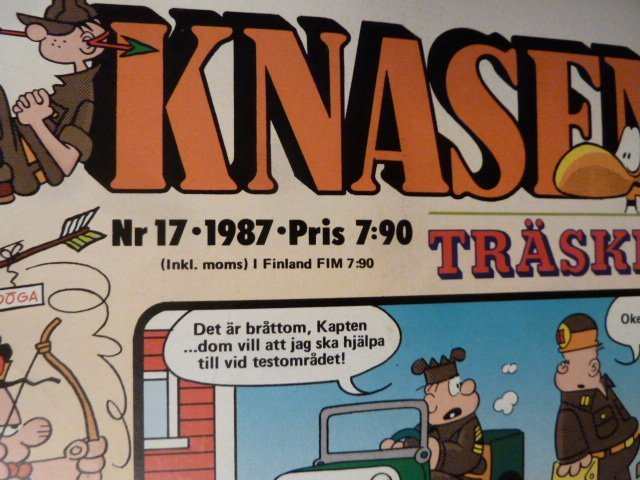 KNASEN
Nr 17 • 1987 • Pris 7:90
(Inkl. moms) I Finland FIM 7:90
Det är bråttom, Kapten
...dom vill att jag ska hjälpa
till vid testområdet!